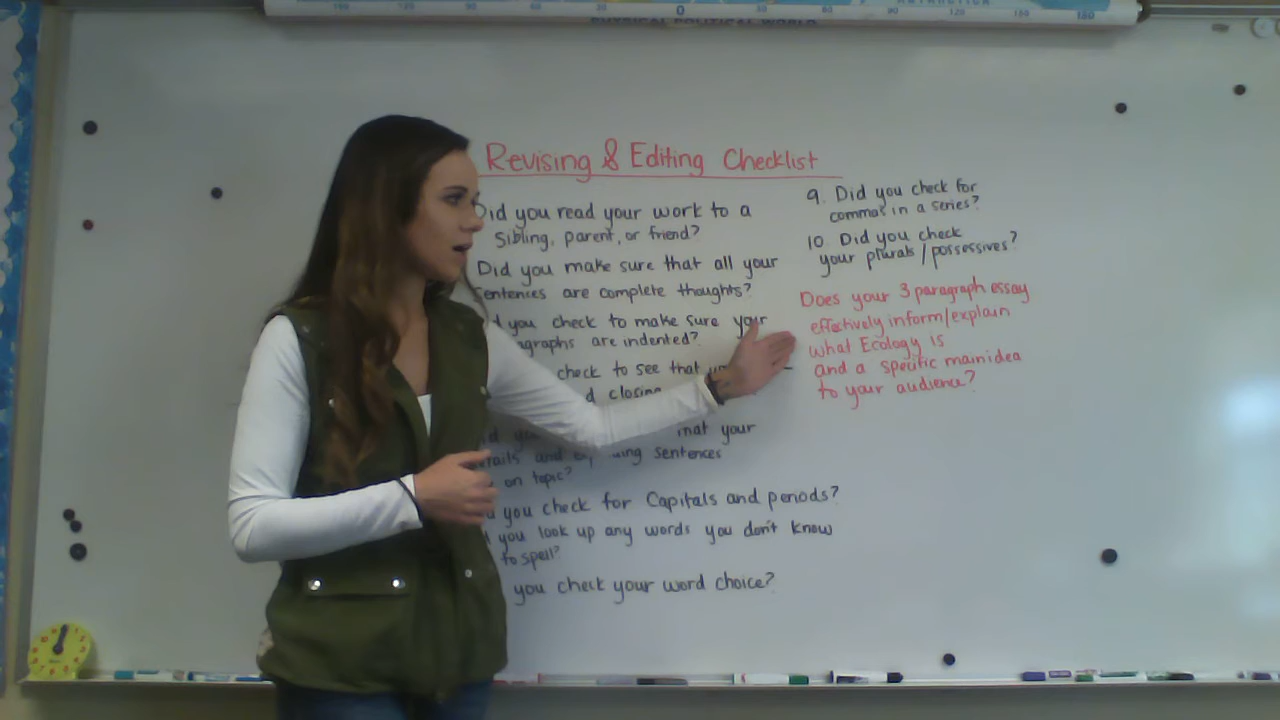 PHYSICAL POLITICAL WORLD
Revising & Editing Checklist
Did you read your work to a
Sibling, parent, or friend?
Did you make sure that all your
Sentences are complete thoughts?
you check to make sure your
are indented?
check to see that
your
and sentences
on topic?
you check for Capitals and periods?
you look up any words you don't know
to spell?
you check your word choice?
9. Did you check for
commas in a series?
10. Did you check
your plurals/possessives?
Does your 3 paragraph essay
effectively inform/explain
what Ecology is
and a specific main idea
to your audience?